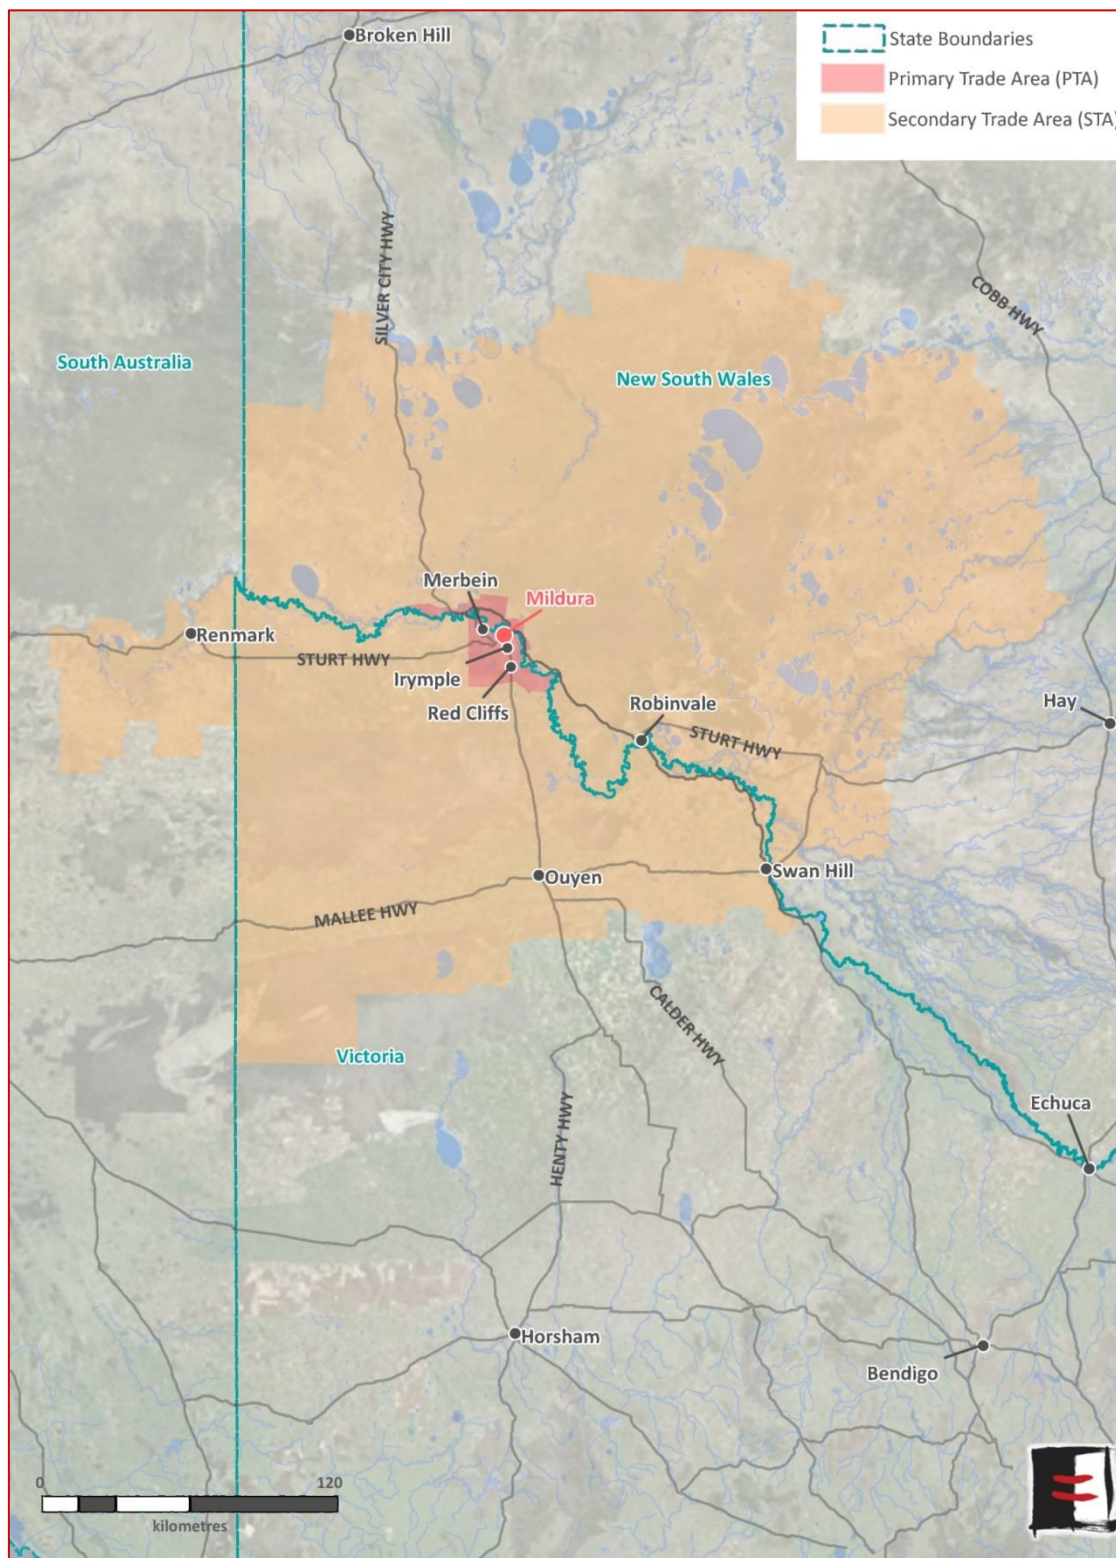 Broken Hill
State Boundaries
Primary Trade Area (PTA)
Secondary Trade Area (STA)
SILVER CITY HWY
COBB HWY
South Australia
New South Wales
Merbein
Mildura
Renmark
STURT HWY
Irymple
Red Cliffs
Robinvale
Hay
STURT HWY
Ouyen
Swan Hill
MALLEE HWY
CALDER HWY
Victoria
HENTY HWY
Echuca
Horsham
Bendigo
0 120
kilometres